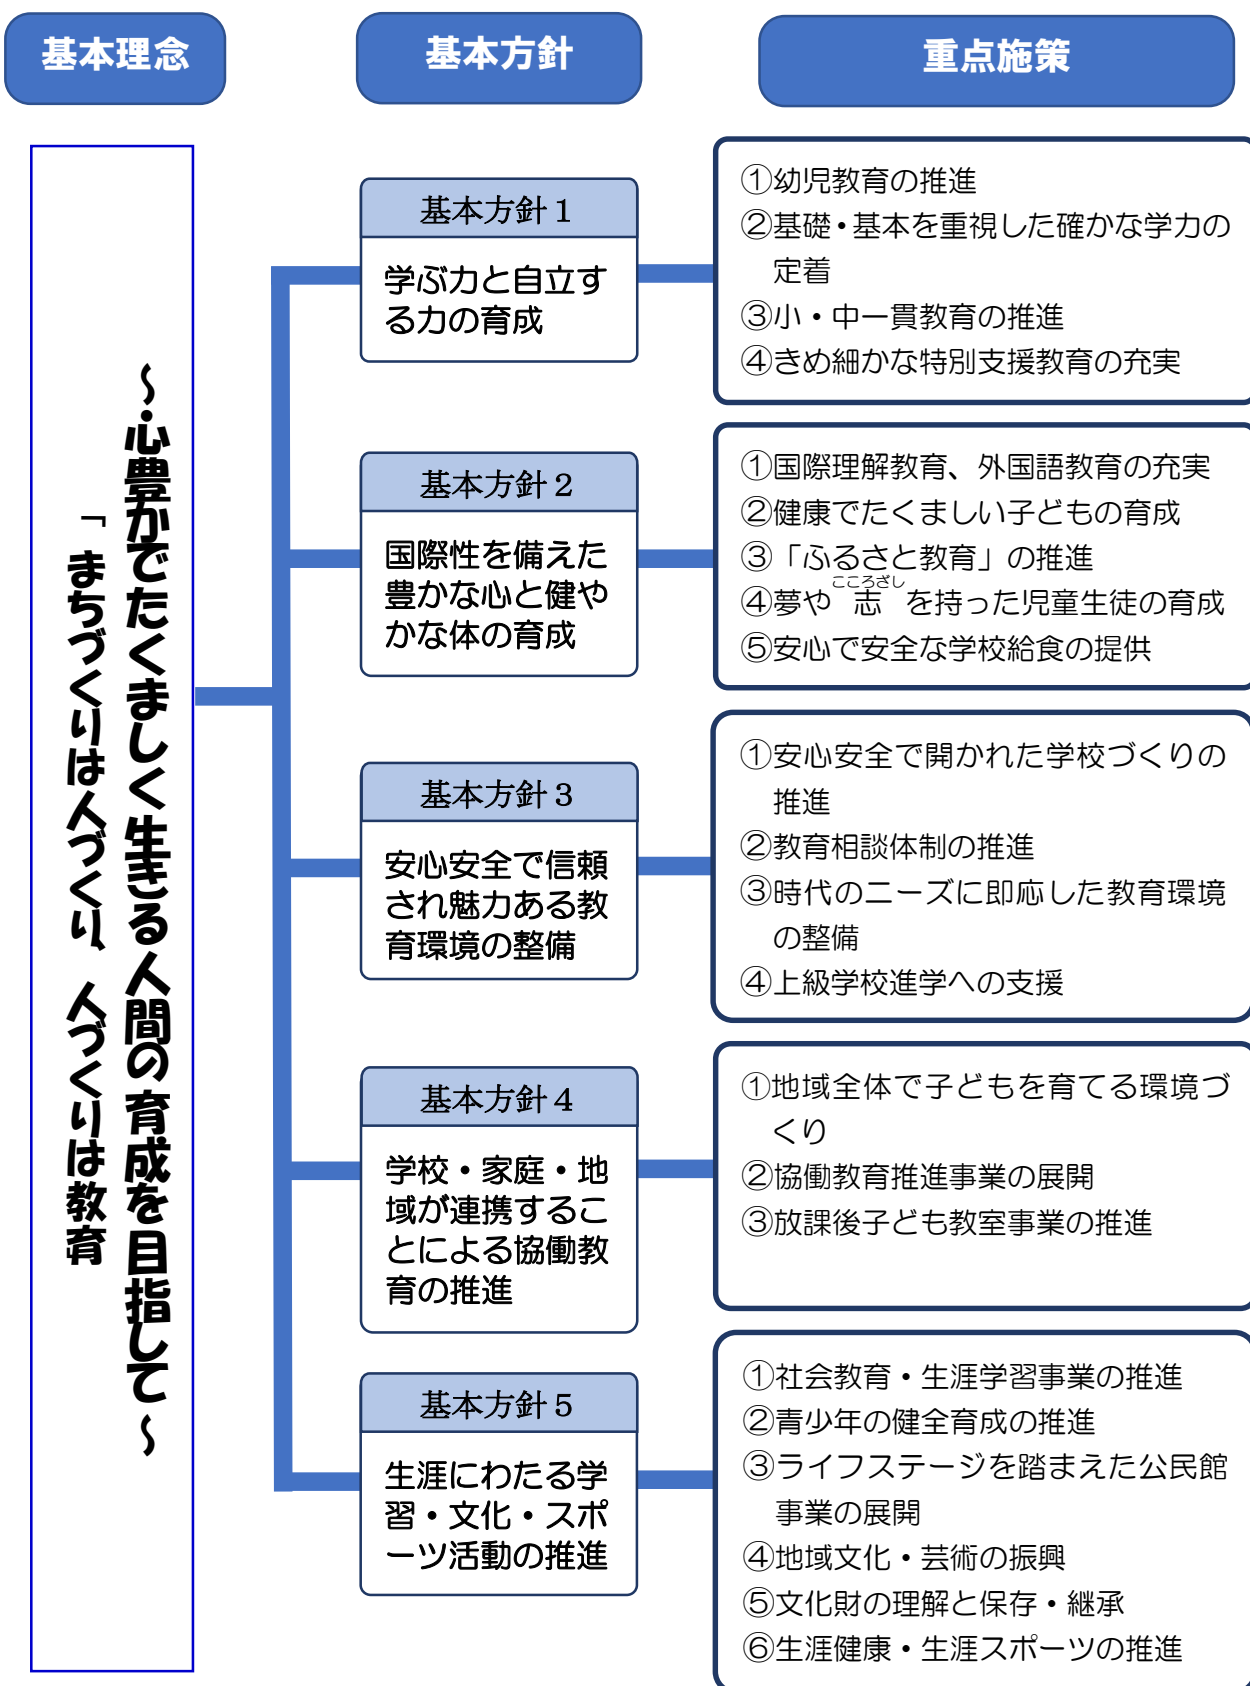 基本理念
基本方針
重点施策
～心豊かでたくましく生きる人間の育成を目指して～
「まちづくりは人づくり、人づくりは教育
基本方針１
学ぶ力と自立す
る力の育成
①幼児教育の推進
②基礎・基本を重視した確かな学力の
定着
③小・中一貫教育の推進
④きめ細かな特別支援教育の充実
基本方針２
国際性を備えた
豊かな心と健や
かな体の育成
①国際理解教育、外国語教育の充実
②健康でたくましい子どもの育成
③「ふるさと教育」の推進
こころざし
④夢や志を持った児童生徒の育成
⑤安心で安全な学校給食の提供
基本方針３
安心安全で信頼
され魅力ある教
育環境の整備
①安心安全で開かれた学校づくりの
推進
②教育相談体制の推進
③時代のニーズに即応した教育環境
の整備
④上級学校進学への支援
基本方針４
学校・家庭・地
域が連携するこ
とによる協働教
育の推進
①地域全体で子どもを育てる環境づ
くり
②協働教育推進事業の展開
③放課後子ども教室事業の推進
基本方針５
生涯にわたる学
習・文化・スポ
ーツ活動の推進
①社会教育・生涯学習事業の推進
②青少年の健全育成の推進
③ライフステージを踏まえた公民館
事業の展開
④地域文化・芸術の振興
⑤文化財の理解と保存・継承
⑥生涯健康・生涯スポーツの推進